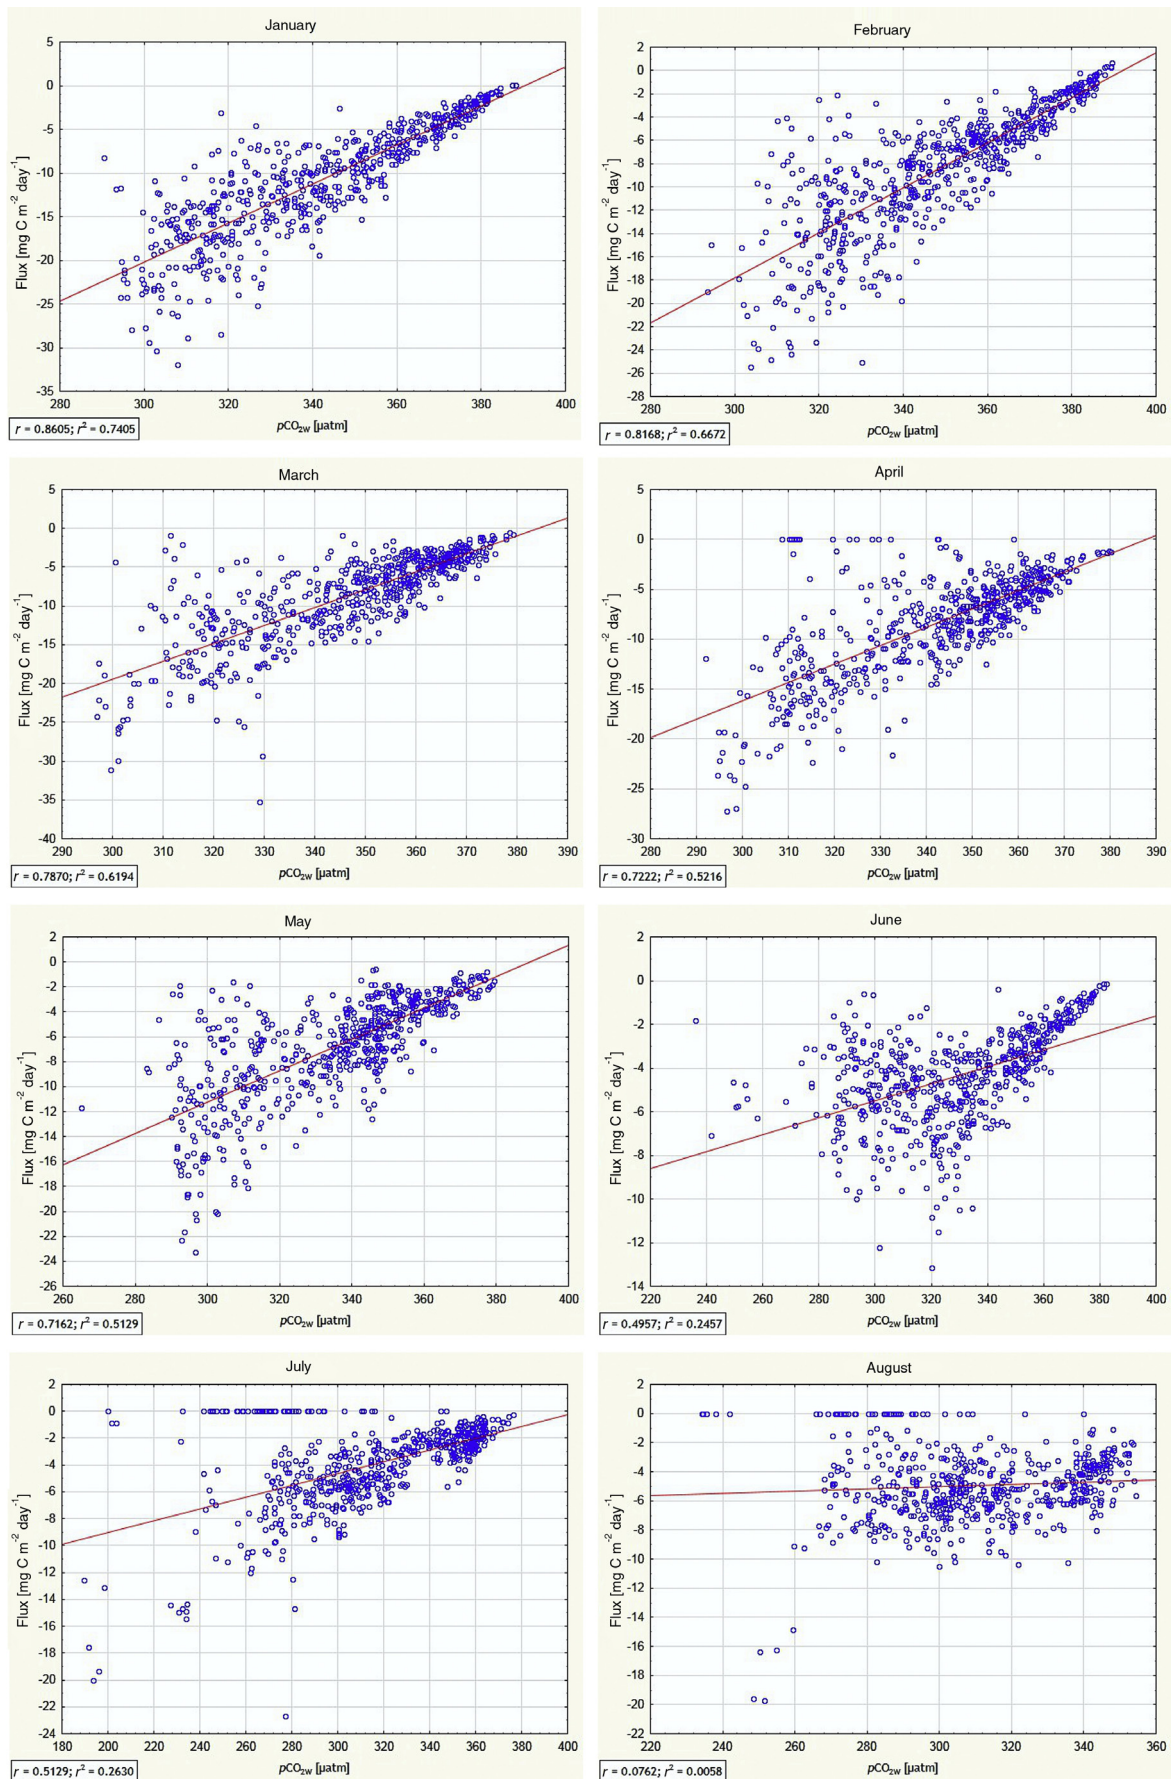 January
Flux [mg C m⁻² day⁻¹]
5
0
-5
-10
-15
-20
-25
-30
-35
280 300 320 340 360 380 400
pCO₂w [µatm]
r = 0.8605; r² = 0.7405
February
Flux [mg C m⁻² day⁻¹]
2
0
-2
-4
-6
-8
-10
-12
-14
-16
-18
-20
-22
-24
-26
-28
280 300 320 340 360 380 400
pCO₂w [µatm]
r = 0.8168; r² = 0.6672
March
Flux [mg C m⁻² day⁻¹]
5
0
-5
-10
-15
-20
-25
-30
-35
-40
290 300 310 320 330 340 350 360 370 380 390
pCO₂w [µatm]
r = 0.7870; r² = 0.6194
April
Flux [mg C m⁻² day⁻¹]
5
0
-5
-10
-15
-20
-25
-30
280 290 300 310 320 330 340 350 360 370 380 390
pCO₂w [µatm]
r = 0.7222; r² = 0.5216
May
Flux [mg C m⁻² day⁻¹]
2
0
-2
-4
-6
-8
-10
-12
-14
-16
-18
-20
-22
-24
-26
260 280 300 320 340 360 380 400
pCO₂w [µatm]
r = 0.7162; r² = 0.5129
June
Flux [mg C m⁻² day⁻¹]
2
0
-2
-4
-6
-8
-10
-12
-14
220 240 260 280 300 320 340 360 380 400
pCO₂w [µatm]
r = 0.4957; r² = 0.2457
July
Flux [mg C m⁻² day⁻¹]
2
0
-2
-4
-6
-8
-10
-12
-14
-16
-18
-20
-22
-24
180 200 220 240 260 280 300 320 340 360 380 400
pCO₂w [µatm]
r = 0.5129; r² = 0.2630
August
Flux [mg C m⁻² day⁻¹]
2
0
-2
-4
-6
-8
-10
-12
-14
-16
-18
-20
-22
220 240 260 280 300 320 340 360
pCO₂w [µatm]
r = 0.0762; r² = 0.0058